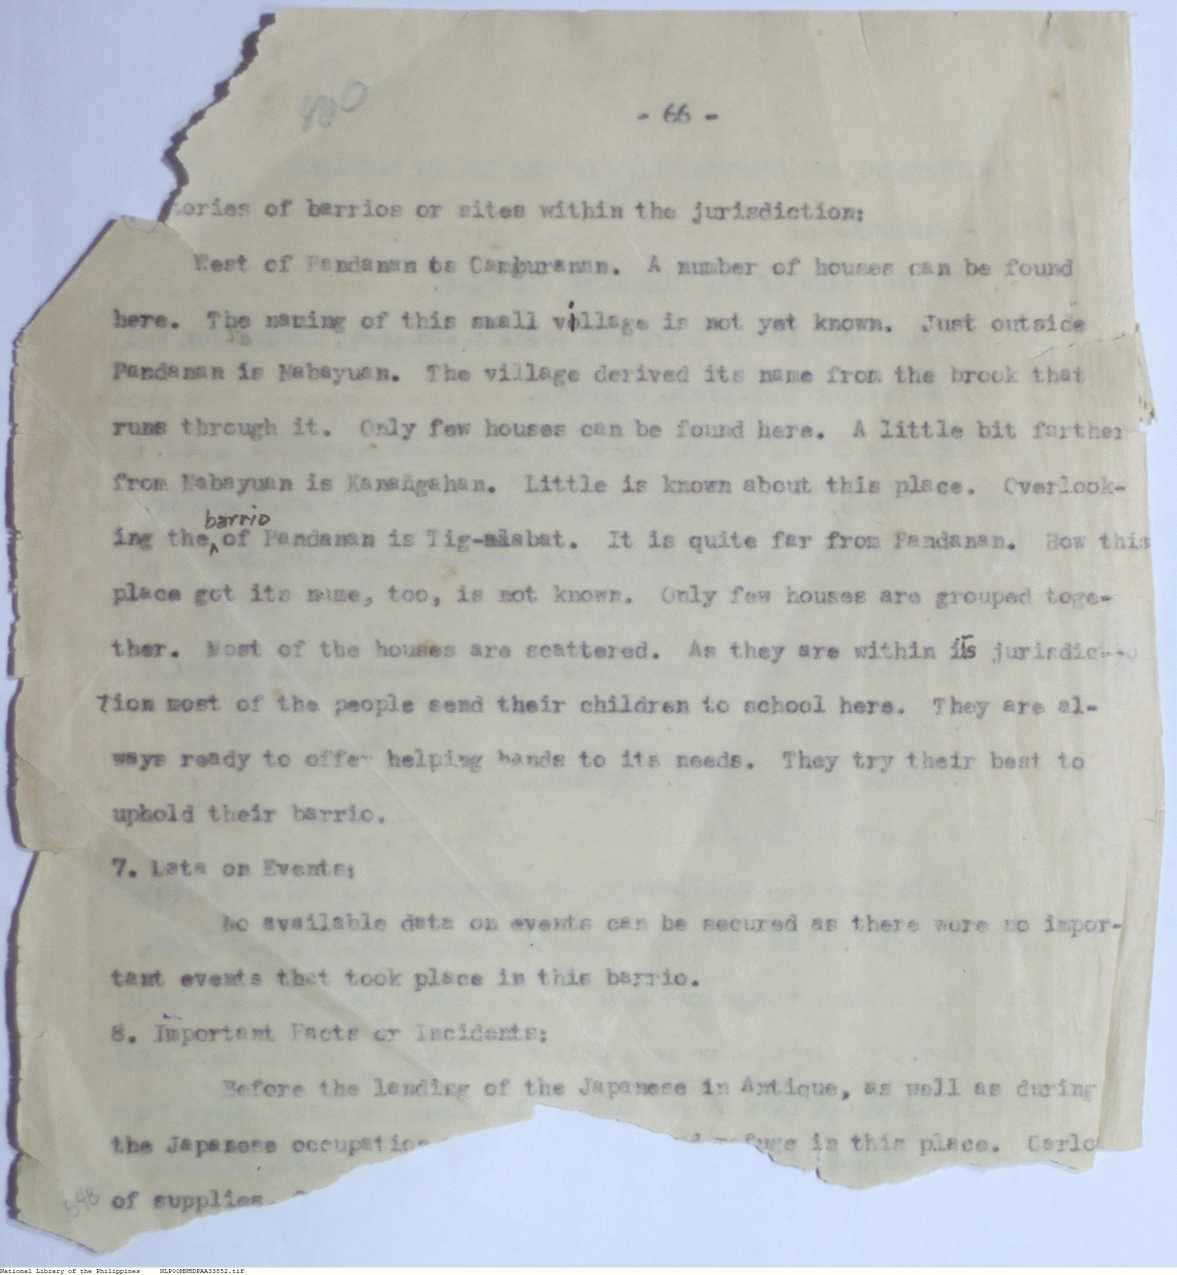 480
- 66 -
tories of barrios or sites within the jurisdiction:
West of Pandanan is Camburanan. A number of houses can be found
here. The naming of this small village is not yet known. Just outside
Pandanan is Nabayuan. The village derived its name from the brook that
runs through it. Only few houses can be found here. A little bit farther
from Nabayuan is Kanañgahan. Little is known about this place. Overlook-
barrio
ing the of Pandanan is Tig-alabat. It is quite far from Pandanan. How this
place got its name, too, is not known. Only few houses are grouped toge-
ther. Most of the houses are scattered. As they are within its jurisdic-
tion most of the people send their children to school here. They are al-
ways ready to offer helping hands to its needs. They try their best to
uphold their barrio.
7. Data on Events:
No available data on events can be secured as there were no impor-
tant events that took place in this barrio.
8. Important Facts or Incidents:
Before the landing of the Japanese in Antique, as well as during
the Japanese occupatio refuge in this place. Carlo
of supplies.
548
National Library of the Philippines NLPOOMNMDPAA33552.tif